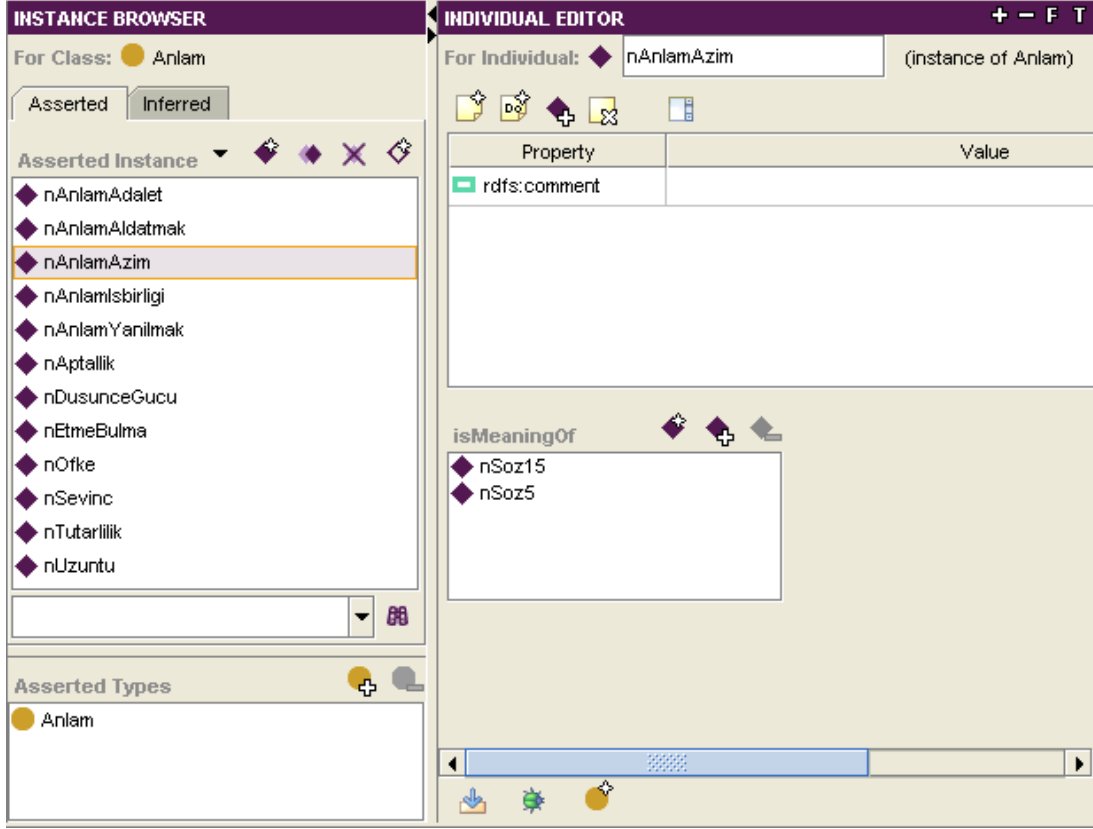 INSTANCE BROWSER
For Class: Anlam
Asserted Inferred
Asserted Instance
nAnlamAdalet
nAnlamAldatmak
nAnlamAzim
nAnlamIsbirligi
nAnlamYanilmak
nAptallik
nDusunceGucu
nEtmeBulma
nOfke
nSevinc
nTutarlilik
nUzuntu
Asserted Types
Anlam
INDIVIDUAL EDITOR + − F T
For Individual: nAnlamAzim (instance of Anlam)
Property Value
rdfs:comment
isMeaningOf
nSoz15
nSoz5